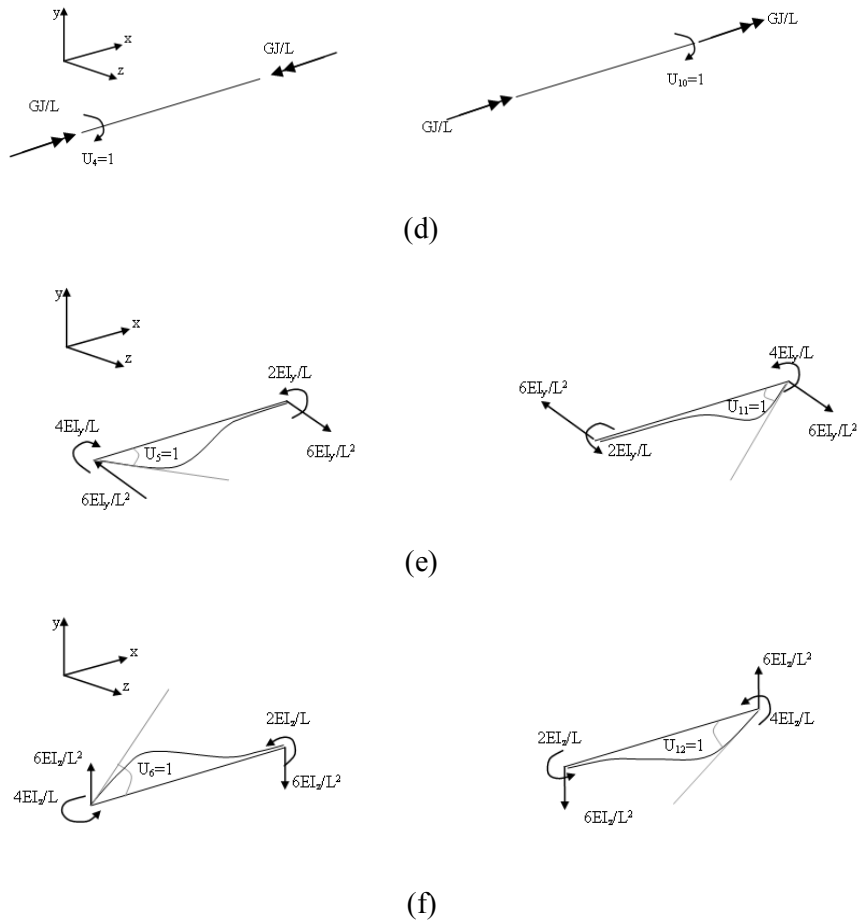 y
x
z
GJ/L
GJ/L
U₄=1
GJ/L
U₁₀=1
GJ/L
(d)
y
x
z
2EIᵧ/L
4EIᵧ/L
U₅=1
6EIᵧ/L²
6EIᵧ/L²
4EIᵧ/L
6EIᵧ/L²
U₁₁=1
2EIᵧ/L
6EIᵧ/L²
(e)
y
x
z
2EI_z/L
6EI_z/L²
U₆=1
6EI_z/L²
4EI_z/L
6EI_z/L²
4EI_z/L
2EI_z/L
U₁₂=1
6EI_z/L²
(f)